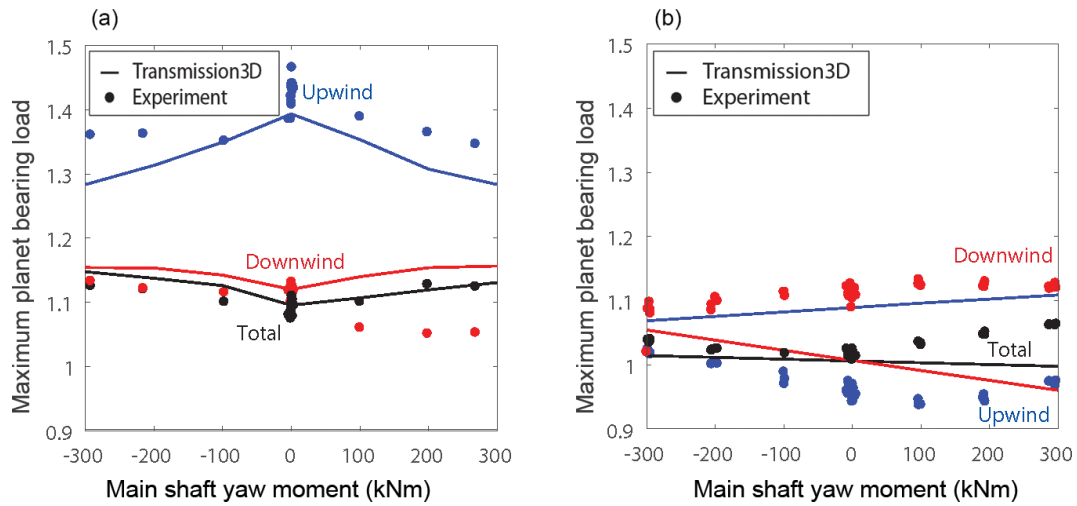 (a)
Maximum planet bearing load
1.5
1.4
1.3
1.2
1.1
1
0.9
Transmission3D
Experiment
Upwind
Downwind
Total
-300
-200
-100
0
100
200
300
Main shaft yaw moment (kNm)
(b)
Maximum planet bearing load
1.5
1.4
1.3
1.2
1.1
1.0
0.9
Transmission3D
Experiment
Downwind
Total
Upwind
-300
-200
-100
0
100
200
300
Main shaft yaw moment (kNm)